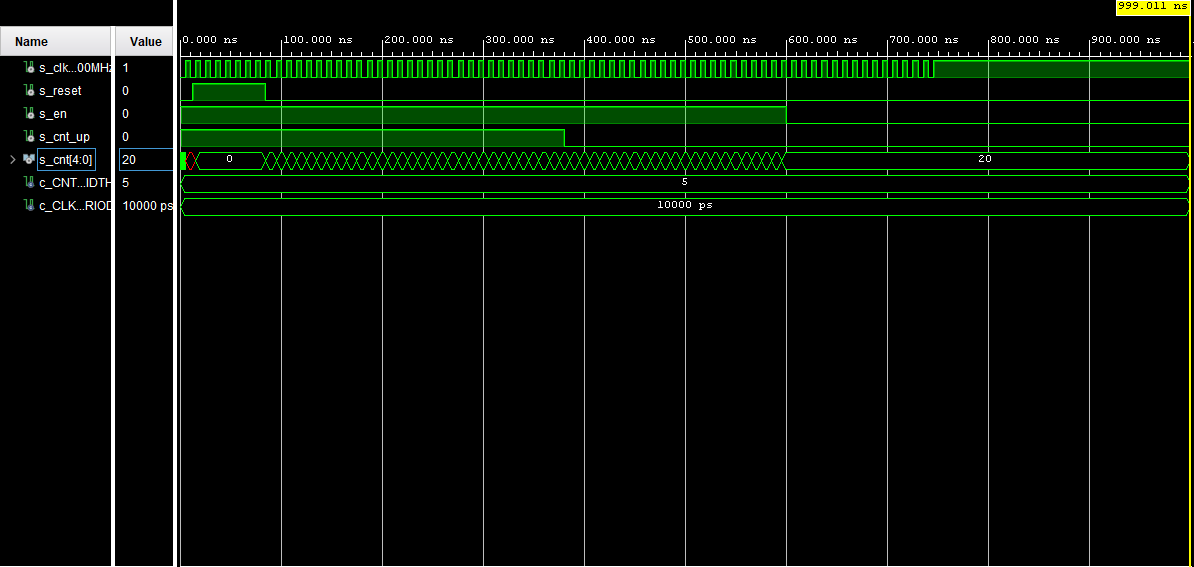 999.011 ns
Name Value 0.000 ns 100.000 ns 200.000 ns 300.000 ns 400.000 ns 500.000 ns 600.000 ns 700.000 ns 800.000 ns 900.000 ns
s_clk...00MHz 1
s_reset 0
s_en 0
s_cnt_up 0
s_cnt[4:0] 20 0 20
c_CNT...IDTH 5 5
c_CLK...RIOD 10000 ps 10000 ps